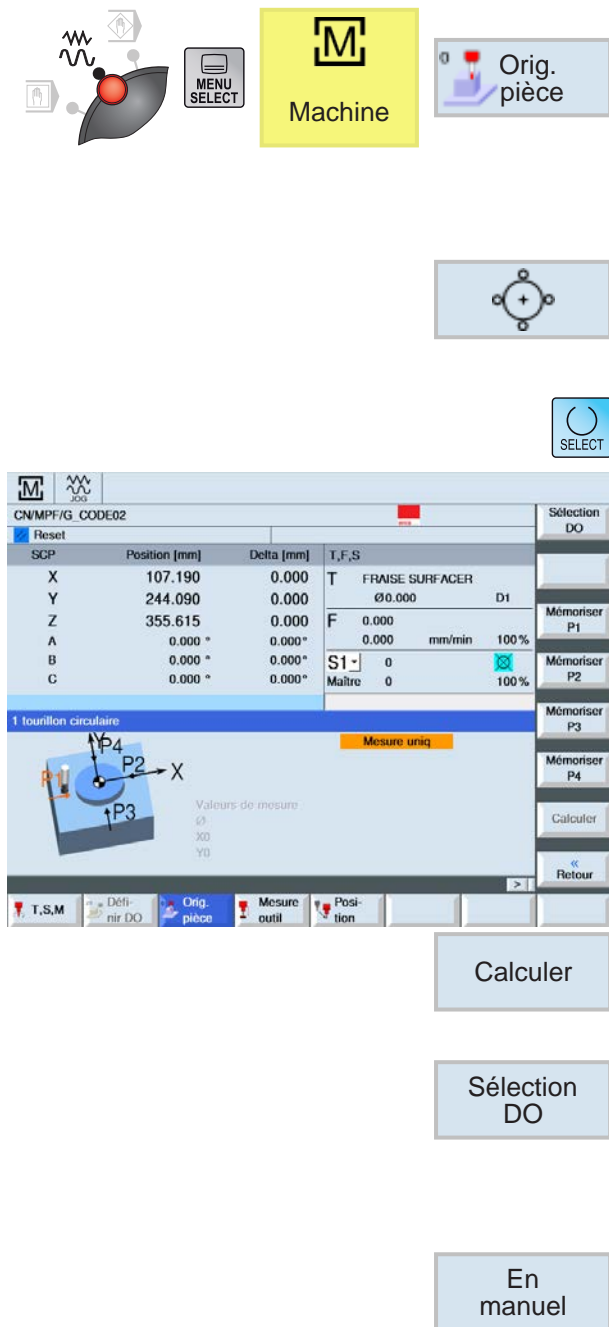 MENU
SELECT
M
Machine
Orig.
pièce
SELECT
M
JOG
CN/MPF/G_CODE02
Reset
SCP Position [mm] Delta [mm] T,F,S
X 107.190 0.000 T FRAISE SURFACER
Y 244.090 0.000 Ø0.000 D1
Z 355.615 0.000 F 0.000
A 0.000 ° 0.000° 0.000 mm/min 100%
B 0.000 ° 0.000° S1 0
C 0.000 ° 0.000° Maître 0 100%
1 tourillon circulaire
Mesure uniq
Y
P4
P2
X
P1
P3
Valeurs de mesure
Ø
X0
Y0
Sélection
DO
Mémoriser
P1
Mémoriser
P2
Mémoriser
P3
Mémoriser
P4
Calculer
«
Retour
>
T,S,M
Défi-
nir DO
Orig.
pièce
Mesure
outil
Posi-
tion
Calculer
Sélection
DO
En
manuel